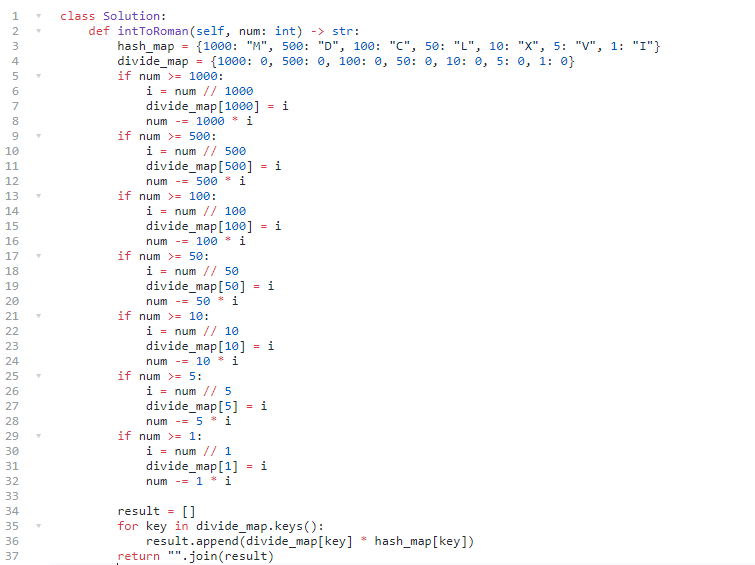 1 class Solution:
2     def intToRoman(self, num: int) -> str:
3         hash_map = {1000: "M", 500: "D", 100: "C", 50: "L", 10: "X", 5: "V", 1: "I"}
4         divide_map = {1000: 0, 500: 0, 100: 0, 50: 0, 10: 0, 5: 0, 1: 0}
5         if num >= 1000:
6             i = num // 1000
7             divide_map[1000] = i
8             num -= 1000 * i
9         if num >= 500:
10             i = num // 500
11             divide_map[500] = i
12             num -= 500 * i
13         if num >= 100:
14             i = num // 100
15             divide_map[100] = i
16             num -= 100 * i
17         if num >= 50:
18             i = num // 50
19             divide_map[50] = i
20             num -= 50 * i
21         if num >= 10:
22             i = num // 10
23             divide_map[10] = i
24             num -= 10 * i
25         if num >= 5:
26             i = num // 5
27             divide_map[5] = i
28             num -= 5 * i
29         if num >= 1:
30             i = num // 1
31             divide_map[1] = i
32             num -= 1 * i
33
34         result = []
35         for key in divide_map.keys():
36             result.append(divide_map[key] * hash_map[key])
37         return "".join(result)